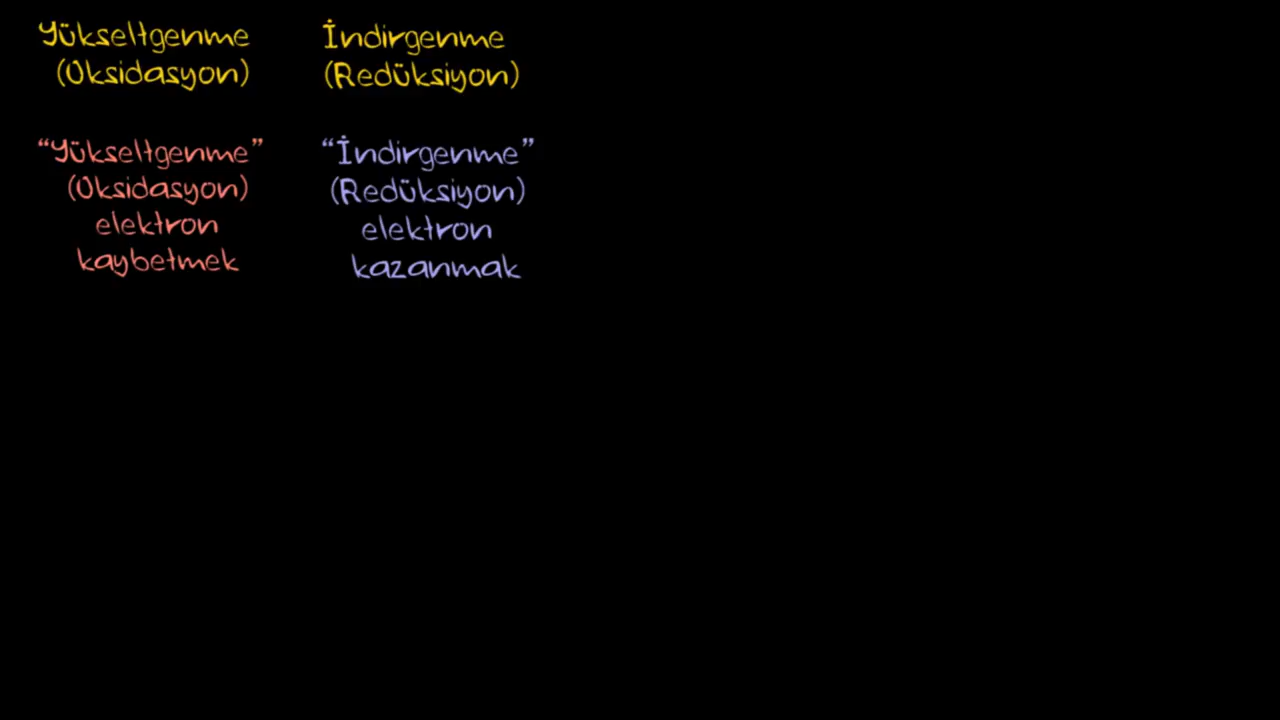 Yükseltgenme
(Oksidasyon)
İndirgenme
(Redüksiyon)
“Yükseltgenme”
(Oksidasyon)
elektron
kaybetmek
“İndirgenme”
(Redüksiyon)
elektron
kazanmak